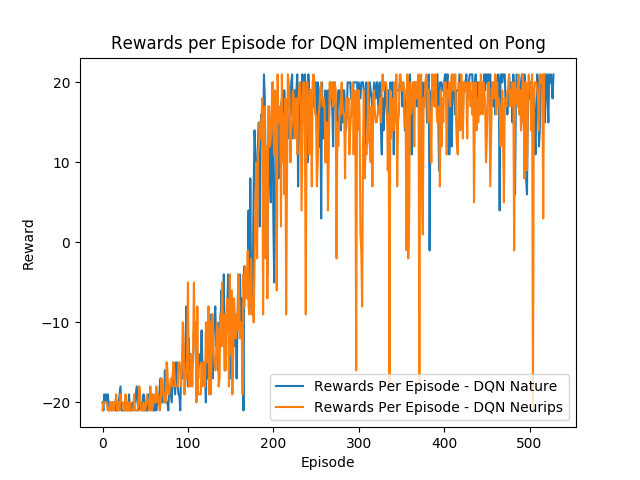 Rewards per Episode for DQN implemented on Pong
20
10
0
−10
−20
Reward
Rewards Per Episode - DQN Nature
Rewards Per Episode - DQN Neurips
0 100 200 300 400 500
Episode